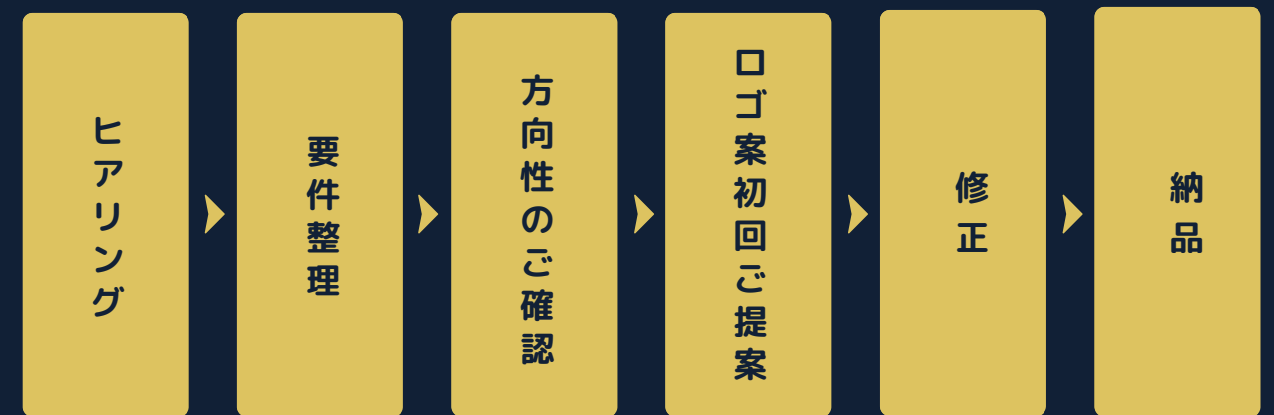 ヒアリング
要件整理
方向性のご確認
ロゴ案初回ご提案
修正
納品